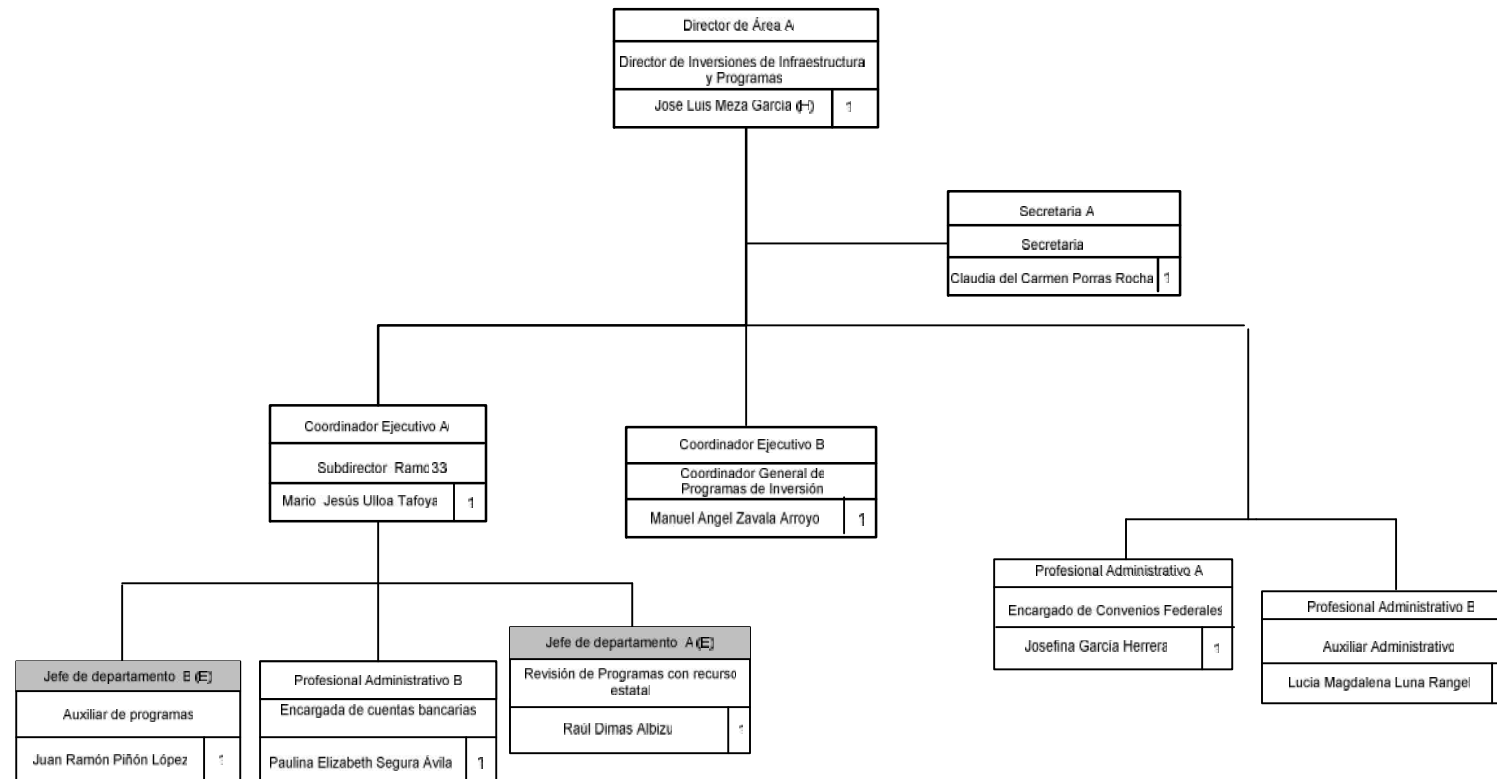 Director de Área A
Director de Inversiones de Infraestructura
y Programas
José Luis Meza García (H) 1
Secretaria A
Secretaria
Claudia del Carmen Porras Rocha 1
Coordinador Ejecutivo A
Subdirector Ramo 33
Mario Jesús Ulloa Tafoya 1
Coordinador Ejecutivo B
Coordinador General de
Programas de Inversión
Manuel Angel Zavala Arroyo 1
Profesional Administrativo A
Encargado de Convenios Federales
Josefina García Herrera 1
Profesional Administrativo B
Auxiliar Administrativo
Lucia Magdalena Luna Rangel
Jefe de departamento B (E)
Auxiliar de programas
Juan Ramón Piñón López 1
Profesional Administrativo B
Encargada de cuentas bancarias
Paulina Elizabeth Segura Ávila 1
Jefe de departamento A (E)
Revisión de Programas con recurso
estatal
Raúl Dimas Albizu 1